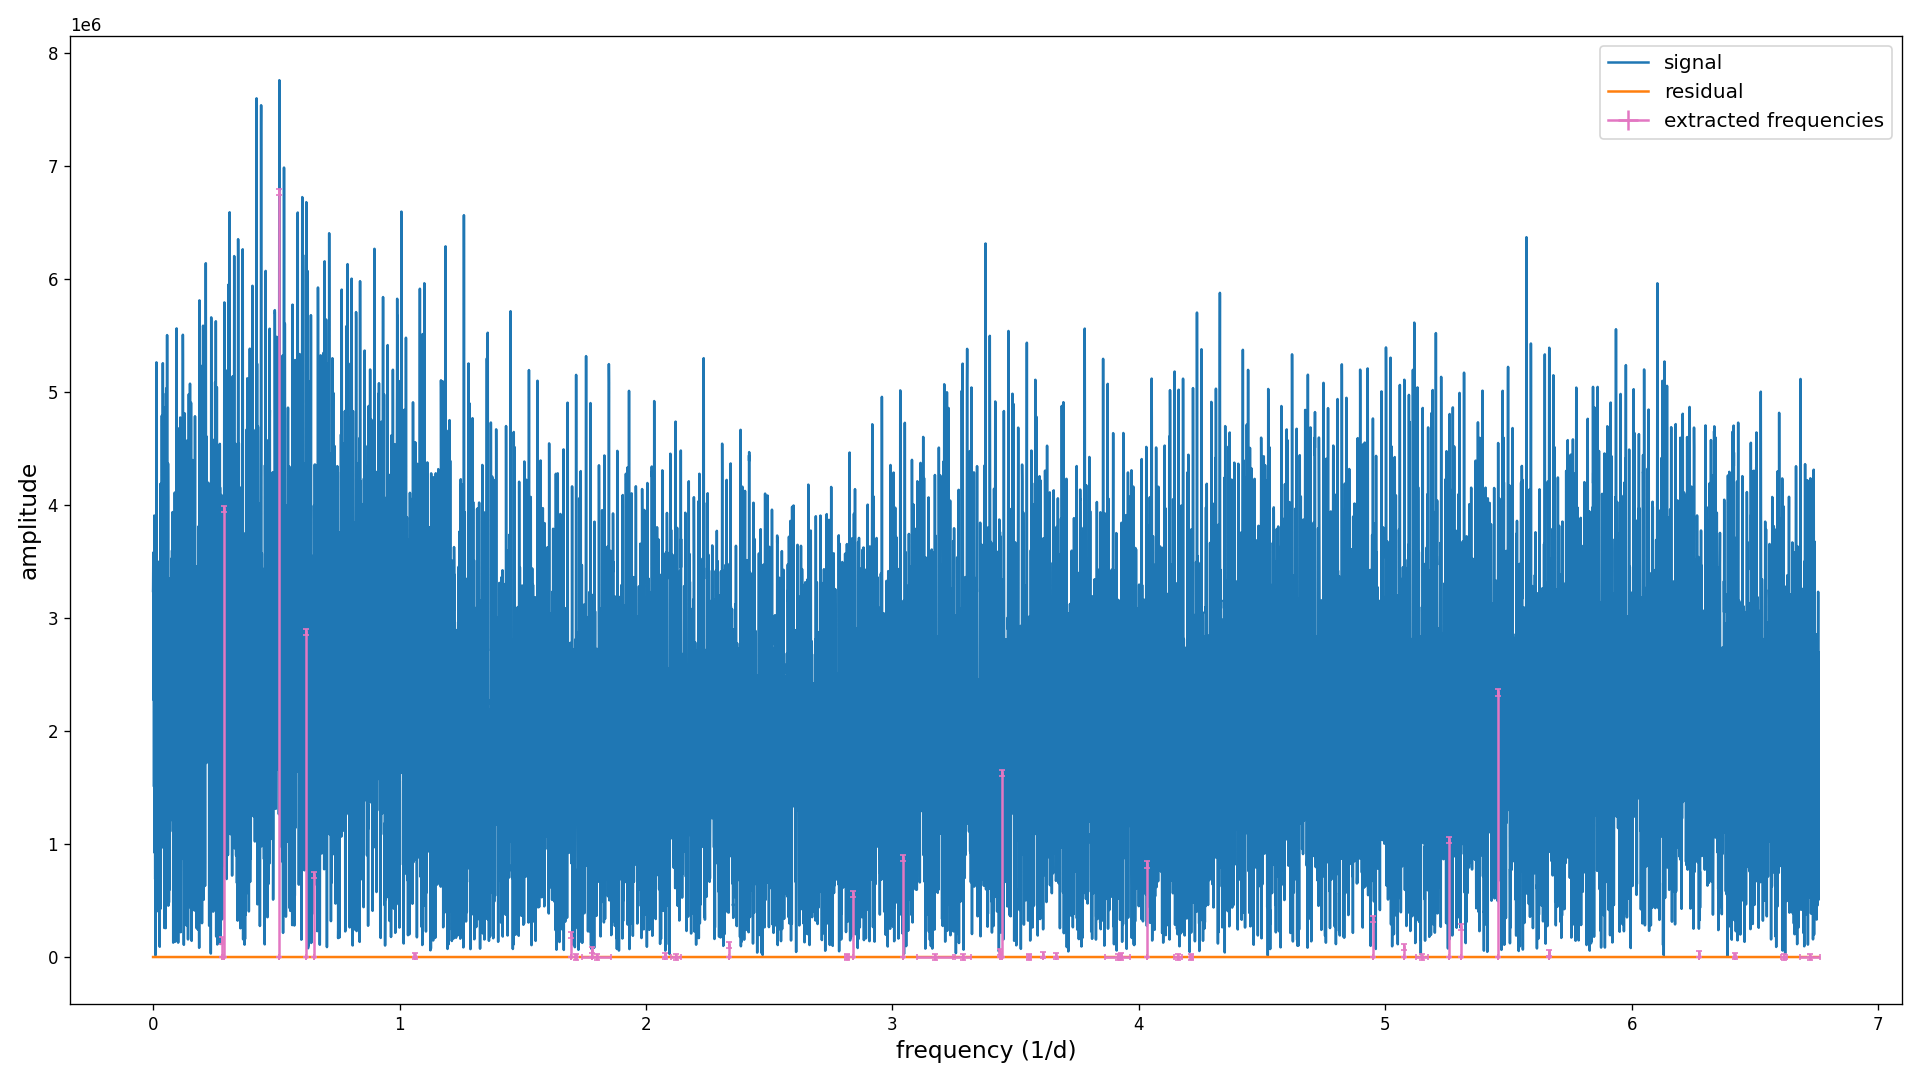 1e6
8
7
6
5
4
3
2
1
0
amplitude
signal
residual
extracted frequencies
0 1 2 3 4 5 6 7
frequency (1/d)